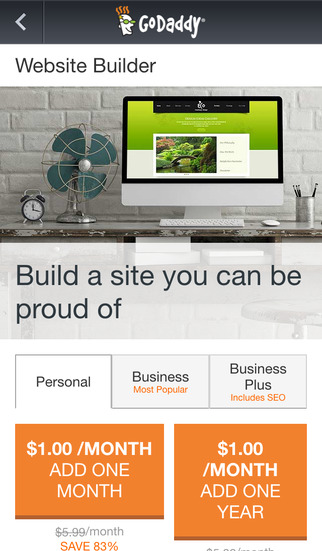 GoDaddy
Website Builder
Build a site you can be
proud of
Personal
Business
Most Popular
Business
Plus
Includes SEO
$1.00 /MONTH
ADD ONE
MONTH
$1.00
/MONTH
ADD ONE
YEAR
$5.99/month
SAVE 83%